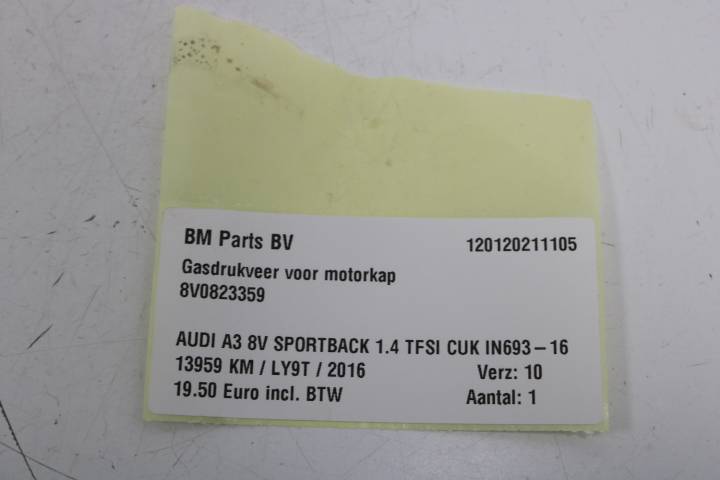 BM Parts BV 120120211105
Gasdrukveer voor motorkap
8V0823359
AUDI A3 8V SPORTBACK 1.4 TFSI CUK IN693-16
13959 KM / LY9T / 2016 Verz: 10
19.50 Euro incl. BTW Aantal: 1